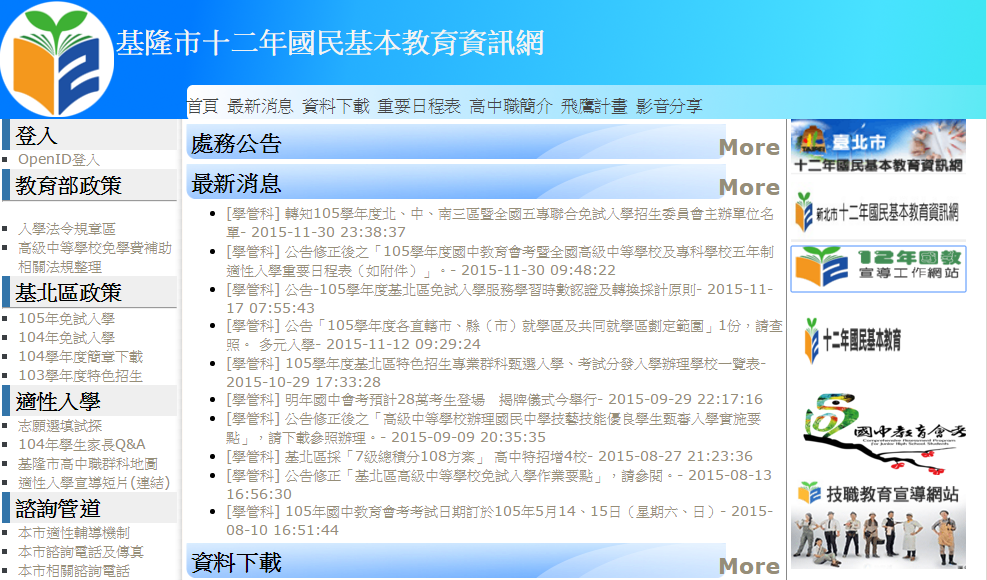 基隆市十二年國民基本教育資訊網
首頁 最新消息 資料下載 重要日程表 高中職簡介 飛鷹計畫 影音分享
登入
OpenID登入
教育部政策
入學法令規章區
高級中等學校免學費補助
相關法規整理
基北區政策
105年免試入學
104年免試入學
104學年度簡章下載
103學年度特色招生
適性入學
志願選填試探
104年學生家長Q&A
基隆市高中職群科地圖
適性入學宣導短片(連結)
諮詢管道
本市適性輔導機制
本市諮詢電話及傳真
本市相關諮詢電話
處務公告
More
最新消息
More
[學管科] 轉知105學年度北、中、南三區暨全國五專聯合免試入學招生委員會主辦單位名
單- 2015-11-30 23:38:37
[學管科] 公告修正後之「105學年度國中教育會考暨全國高級中等學校及專科學校五年制
適性入學重要日程表（如附件）」。- 2015-11-30 09:48:22
[學管科] 公告-105學年度基北區免試入學服務學習時數認證及轉換採計原則- 2015-11-
17 07:55:43
[學管科] 公告「105學年度各直轄市、縣（市）就學區及共同就學區劃定範圍」1份，請查
照。 多元入學- 2015-11-12 09:29:24
[學管科] 105學年度基北區特色招生專業群科甄選入學、考試分發入學辦理學校一覽表-
2015-10-29 17:33:28
[學管科] 明年國中會考預計28萬考生登場　揭牌儀式今舉行- 2015-09-29 22:17:16
[學管科] 公告修正後之「高級中等學校辦理國民中學技藝技能優良學生甄審入學實施要
點」，請下載參照辦理。- 2015-09-09 20:35:35
[學管科] 基北區採「7級總積分108方案」 高中特招增4校- 2015-08-27 21:23:36
[學管科] 公告修正「基北區高級中等學校免試入學作業要點」，請參閱。- 2015-08-13
16:56:30
[學管科] 105年國中教育會考考試日期訂於105年5月14、15日（星期六、日）- 2015-
08-10 16:51:44
資料下載
More
TAIPEI
臺北市
十二年國民基本教育資訊網
新北市十二年國民基本教育資訊網
12年國教
宣導工作網站
十二年國民基本教育
國中教育會考
Comprehensive Assessment Program
for Junior High School Students
技職教育宣導網站